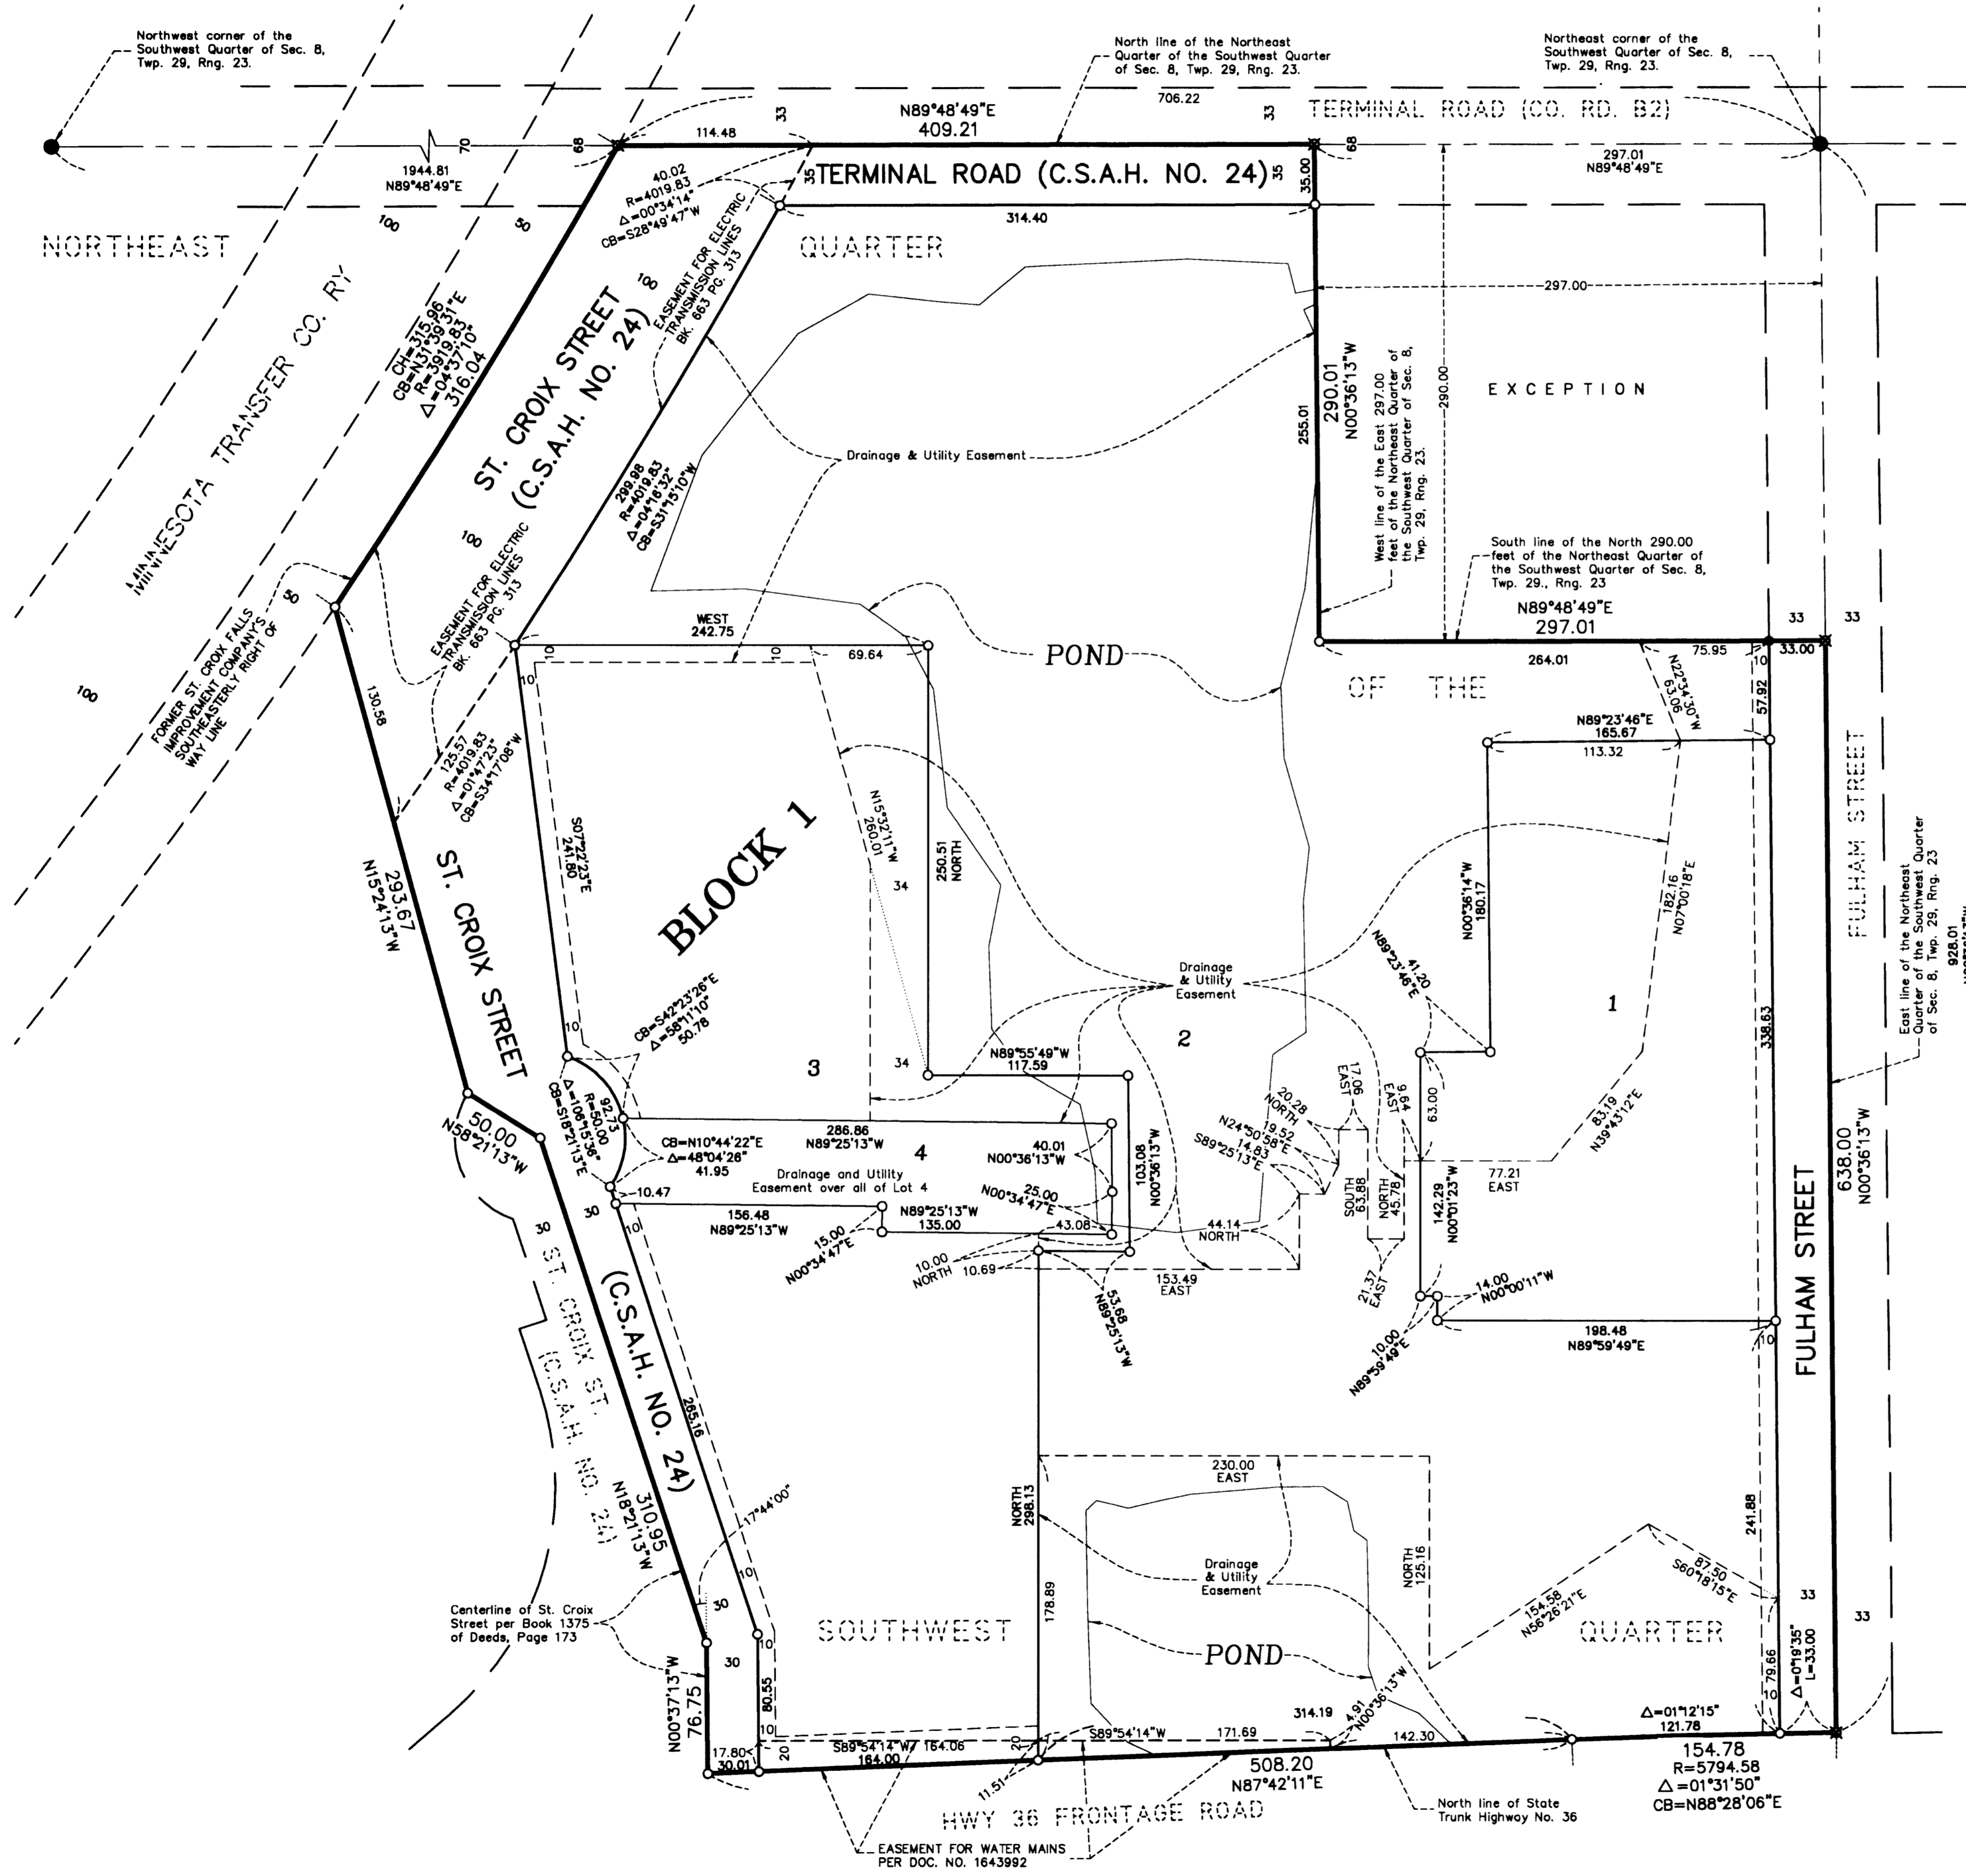 Northwest corner of the
Southwest Quarter of Sec. 8,
Twp. 29, Rng. 23.
North line of the Northeast
Quarter of the Southwest Quarter
of Sec. 8, Twp. 29, Rng. 23.
Northeast corner of the
Southwest Quarter of Sec. 8,
Twp. 29, Rng. 23.
706.22
TERMINAL ROAD (CO. RD. B2)
33
33
N89°48'49"E
409.21
114.48
70
68
68
1944.81
N89°48'49"E
297.01
N89°48'49"E
TERMINAL ROAD (C.S.A.H. NO. 24)
35
35
35.00
314.40
40.02
R=4019.83
Δ=00°34'14"
CB=S28°49'47"W
NORTHEAST
100
50
QUARTER
MINNESOTA TRANSFER CO. RY
CH=315.96
CB=N31°39'31"E
R=3919.83
Δ=04°37'10"
316.04
ST. CROIX STREET
(C.S.A.H. NO. 24)
100
100
EASEMENT FOR ELECTRIC
TRANSMISSION LINES
BK. 663 PG. 313
297.00
290.00
EXCEPTION
255.01
290.01
N00°36'13"W
West line of the East 297.00
feet of the Northeast Quarter of
the Southwest Quarter of Sec. 8,
Twp. 29, Rng. 23.
Drainage & Utility Easement
299.98
R=4019.83
Δ=04°16'32"
CB=S31°15'10"W
South line of the North 290.00
feet of the Northeast Quarter of
the Southwest Quarter of Sec. 8,
Twp. 29., Rng. 23
N89°48'49"E
297.01
33
33
264.01
75.95
33.00
10
57.92
N22°34'30"W
63.06
50
100
FORMER ST. CROIX FALLS
IMPROVEMENT COMPANY'S
SOUTHEASTERLY RIGHT OF
WAY LINE
EASEMENT FOR ELECTRIC
TRANSMISSION LINES
BK. 663 PG. 313
130.58
125.57
R=4019.83
Δ=01°47'23"
CB=S34°17'08"W
WEST
242.75
10
10
69.64
10
POND
OF THE
N89°23'46"E
165.67
113.32
S07°22'23"E
241.80
BLOCK 1
N15°32'11"W
260.01
34
34
250.51
NORTH
N00°36'14"W
180.17
182.16
N07°00'18"E
FULHAM STREET
East line of the Northeast
Quarter of the Southwest Quarter
of Sec. 8, Twp. 29, Rng. 23
928.01
293.67
N15°24'13"W
ST. CROIX STREET
Drainage
& Utility
Easement
N89°23'46"E
41.20
1
2
3
4
338.63
10
CB=S42°23'26"E
Δ=58°11'10"
50.78
N89°55'49"W
117.59
50.00
N58°21'13"W
92.73
R=50.00
Δ=106°15'36"
CB=S18°21'13"E
286.86
N89°25'13"W
CB=N10°44'22"E
Δ=48°04'26"
41.95
Drainage and Utility
Easement over all of Lot 4
40.01
N00°36'13"W
25.00
N00°34'47"E
103.08
N00°36'13"W
20.28
NORTH
9.52
N24°50'58"E
14.83
S89°25'13"E
17.06
EAST
9.64
EAST
63.00
83.19
N39°43'12"E
77.21
EAST
SOUTH
63.88
NORTH
45.78
142.29
N00°01'23"W
638.00
N00°36'13"W
FULHAM STREET
10.47
30
30
10
156.48
N89°25'13"W
N89°25'13"W
135.00
43.08
15.00
N00°34'47"E
44.14
NORTH
10.00
NORTH
10.69
153.49
EAST
53.68
N89°25'13"W
21.37
EAST
14.00
N00°00'11"W
10.00
N89°59'49"E
198.48
N89°59'49"E
10
ST. CROIX ST.
(C.S.A.H. NO. 24)
(C.S.A.H. NO. 24)
265.16
310.95
N18°21'13"W
17°44'00"
10
30
NORTH
298.13
230.00
EAST
NORTH
125.16
241.88
Drainage
& Utility
Easement
178.89
87.50
S60°18'15"E
154.58
N56°26'21"E
33
33
Centerline of St. Croix
Street per Book 1375
of Deeds, Page 173
SOUTHWEST
QUARTER
POND
10
30
N00°37'13"W
76.75
80.55
10
79.66
10
Δ=0°19'35"
L=33.00
4.91
N00°36'13"W
314.19
Δ=01°12'15"
121.78
17.80
30.01
20
S89°54'14"W 164.06
164.00
20
S89°54'14"W
171.69
142.30
508.20
N87°42'11"E
154.78
R=5794.58
Δ=01°31'50"
CB=N88°28'06"E
11.51
HWY 36 FRONTAGE ROAD
North line of State
Trunk Highway No. 36
EASEMENT FOR WATER MAINS
PER DOC. NO. 1643992